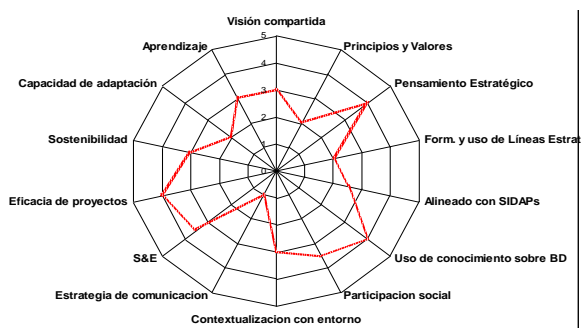 Visión compartida
Principios y Valores
Pensamiento Estratégico
Form. y uso de Líneas Estrat
Alineado con SIDAPs
Uso de conocimiento sobre BD
Participacion social
Contextualizacion con entorno
Estrategia de comunicacion
S&E
Eficacia de proyectos
Sostenibilidad
Capacidad de adaptación
Aprendizaje
5
4
3
2
1
0